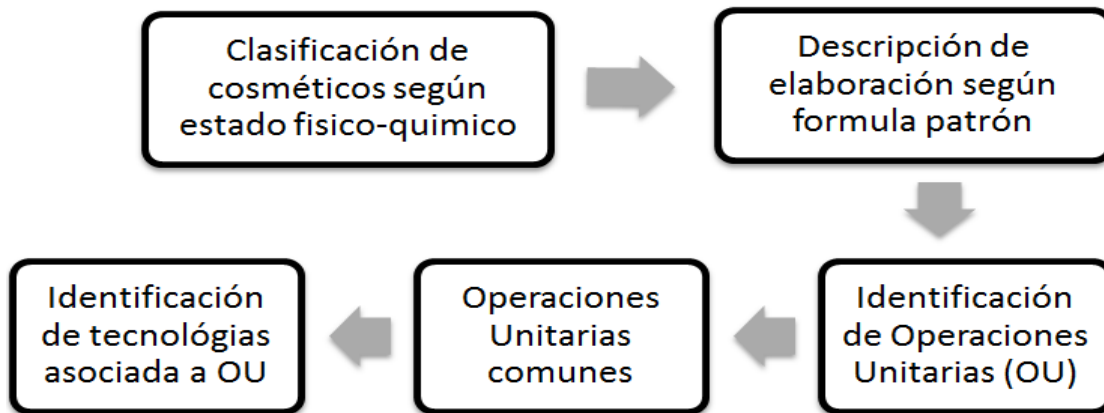 Clasificación de
cosméticos según
estado fisico-quimico
Descripción de
elaboración según
formula patrón
Identificación
de Operaciones
Unitarias (OU)
Operaciones
Unitarias
comunes
Identificación
de tecnológias
asociada a OU